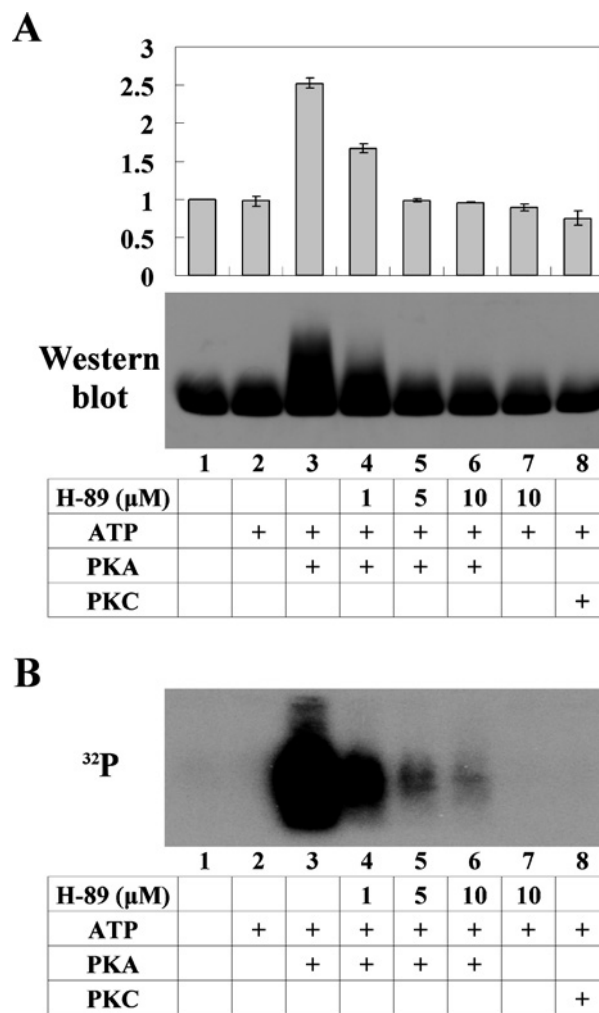 A
3
2.5
2
1.5
1
0.5
0
Western
blot
1 2 3 4 5 6 7 8
H-89 (μM) 1 5 10 10
ATP + + + + + + +
PKA + + + +
PKC +
B
³²P
1 2 3 4 5 6 7 8
H-89 (μM) 1 5 10 10
ATP + + + + + + +
PKA + + + +
PKC +